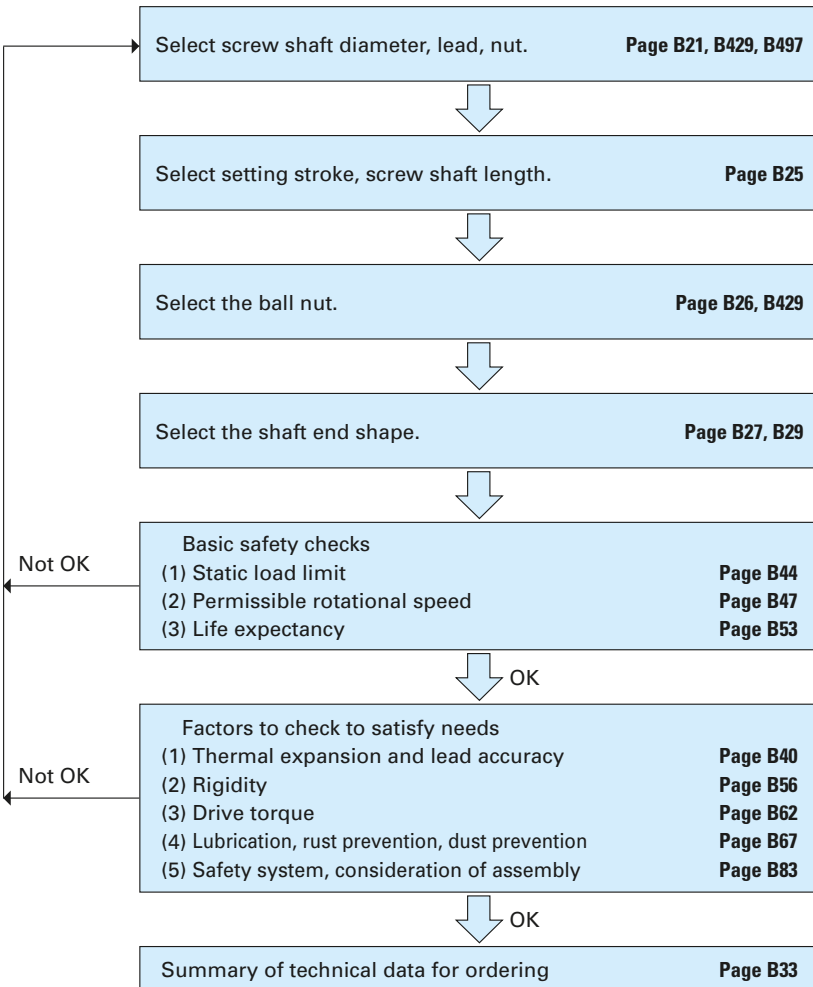 Select screw shaft diameter, lead, nut. Page B21, B429, B497
Select setting stroke, screw shaft length. Page B25
Select the ball nut. Page B26, B429
Select the shaft end shape. Page B27, B29
Not OK
Basic safety checks
(1) Static load limit Page B44
(2) Permissible rotational speed Page B47
(3) Life expectancy Page B53
OK
Not OK
Factors to check to satisfy needs
(1) Thermal expansion and lead accuracy Page B40
(2) Rigidity Page B56
(3) Drive torque Page B62
(4) Lubrication, rust prevention, dust prevention Page B67
(5) Safety system, consideration of assembly Page B83
OK
Summary of technical data for ordering Page B33